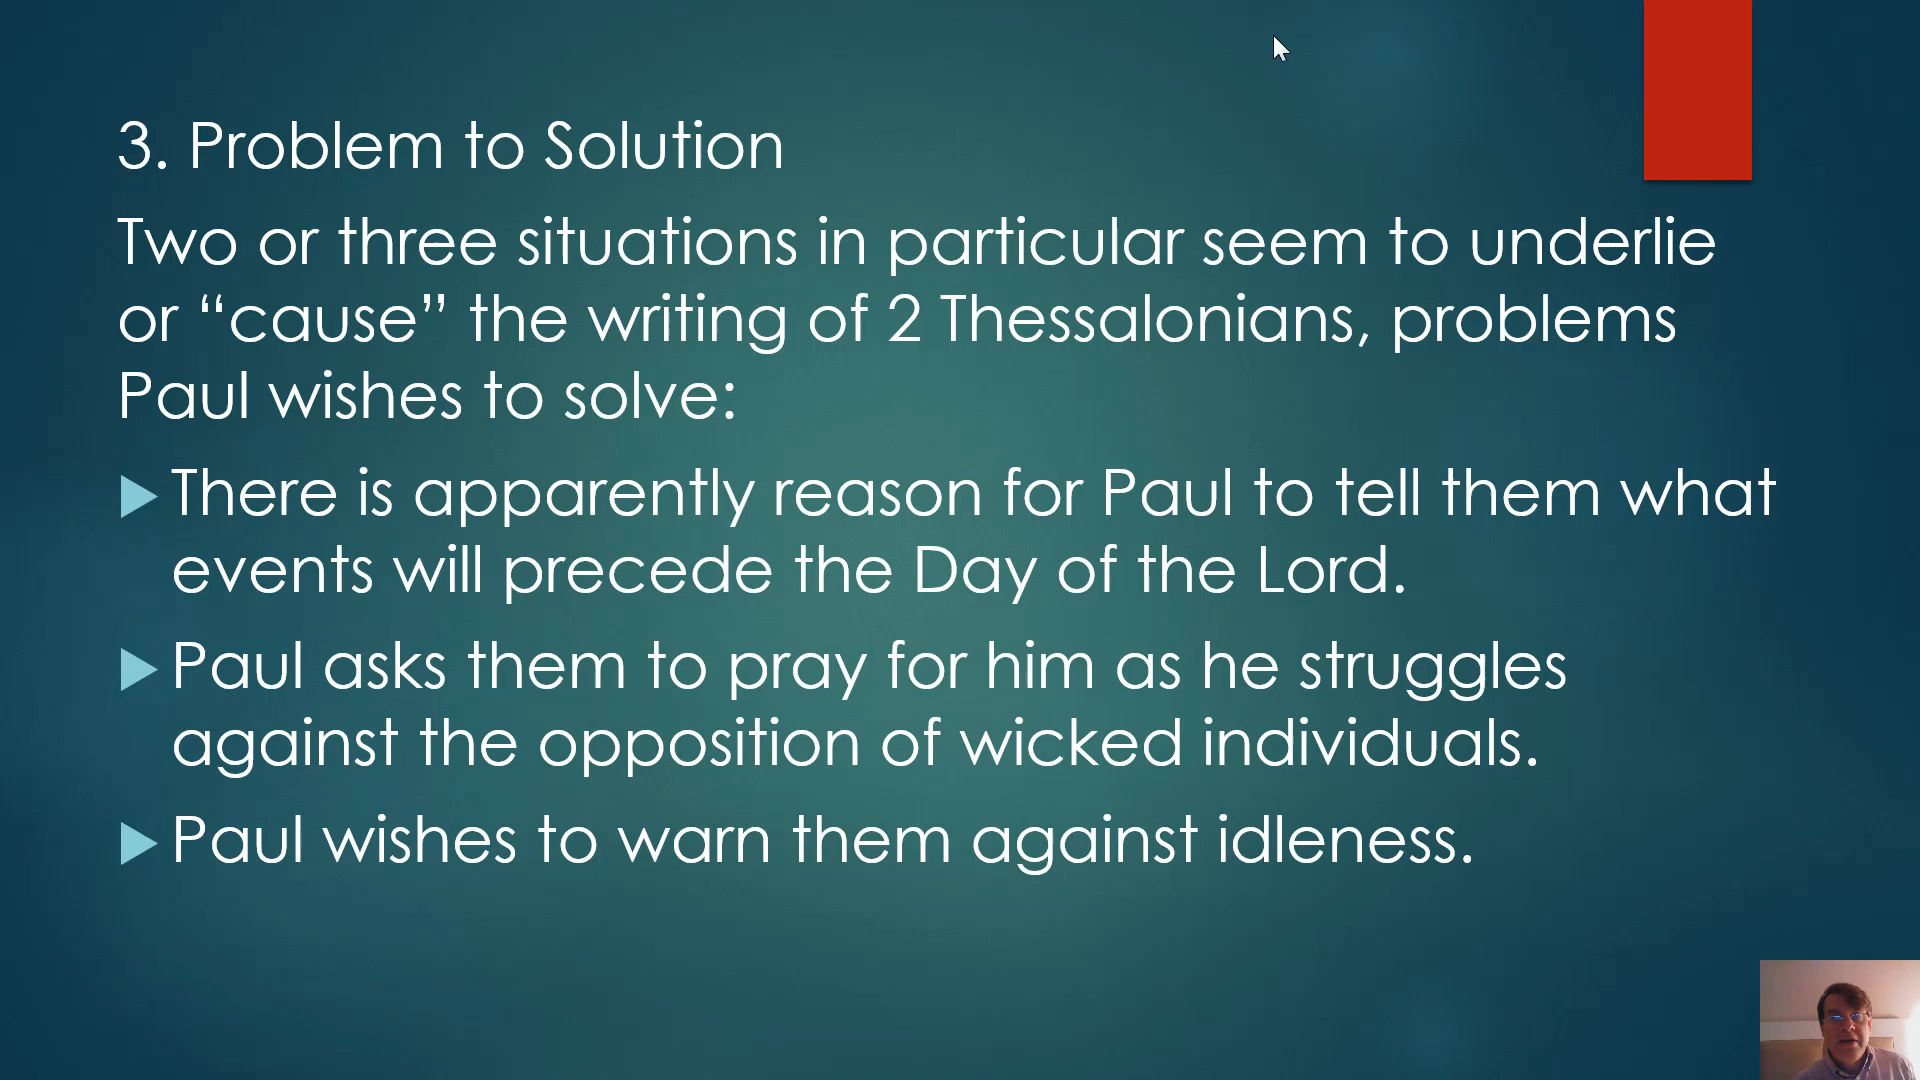 3. Problem to Solution
Two or three situations in particular seem to underlie
or “cause” the writing of 2 Thessalonians, problems
Paul wishes to solve:
There is apparently reason for Paul to tell them what
events will precede the Day of the Lord.
Paul asks them to pray for him as he struggles
against the opposition of wicked individuals.
Paul wishes to warn them against idleness.